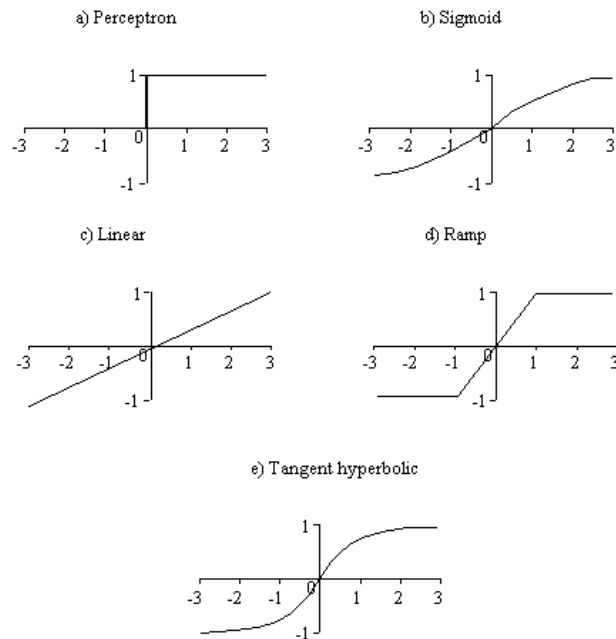 a) Perceptron
b) Sigmoid
1
-3 -2 -1 0 1 2 3
-1
1
-3 -2 -1 0 1 2 3
-1
c) Linear
d) Ramp
1
-3 -2 -1 0 1 2 3
-1
1
-3 -2 -1 0 1 2 3
-1
e) Tangent hyperbolic
1
-3 -2 -1 0 1 2 3
-1